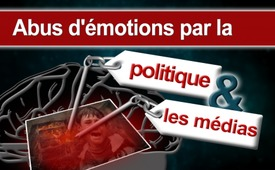 Abus d'émotions par la
politique
&
les médias